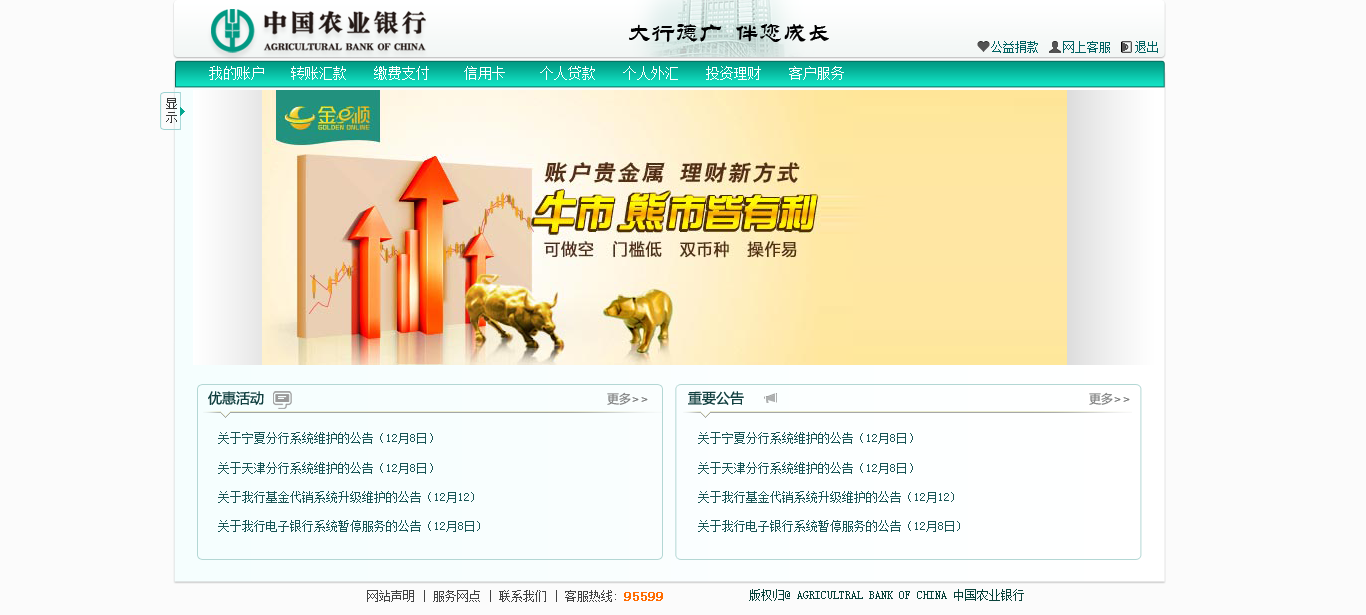 中国农业银行
AGRICULTURAL BANK OF CHINA
大行德广 伴您成长
公益捐款 网上客服 退出
我的账户 转账汇款 缴费支付 信用卡 个人贷款 个人外汇 投资理财 客户服务
显示
金e顺
GOLDEN ONLINE
账户贵金属 理财新方式
牛市 熊市皆有利
可做空 门槛低 双币种 操作易
优惠活动 更多>>
关于宁夏分行系统维护的公告（12月8日）
关于天津分行系统维护的公告（12月8日）
关于我行基金代销系统升级维护的公告（12月12）
关于我行电子银行系统暂停服务的公告（12月8日）
重要公告 更多>>
关于宁夏分行系统维护的公告（12月8日）
关于天津分行系统维护的公告（12月8日）
关于我行基金代销系统升级维护的公告（12月12）
关于我行电子银行系统暂停服务的公告（12月8日）
网站声明 | 服务网点 | 联系我们 | 客服热线: 95599
版权归@ AGRICULTRAL BANK OF CHINA 中国农业银行